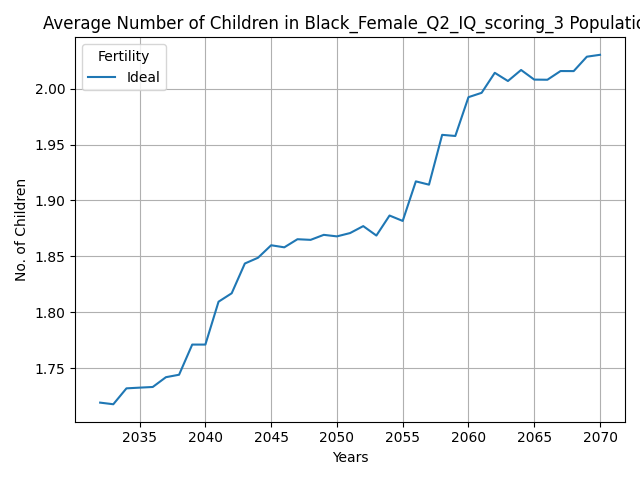 Average Number of Children in Black_Female_Q2_IQ_scoring_3 Populatio
Fertility
Ideal
No. of Children
2.00
1.95
1.90
1.85
1.80
1.75
2035 2040 2045 2050 2055 2060 2065 2070
Years